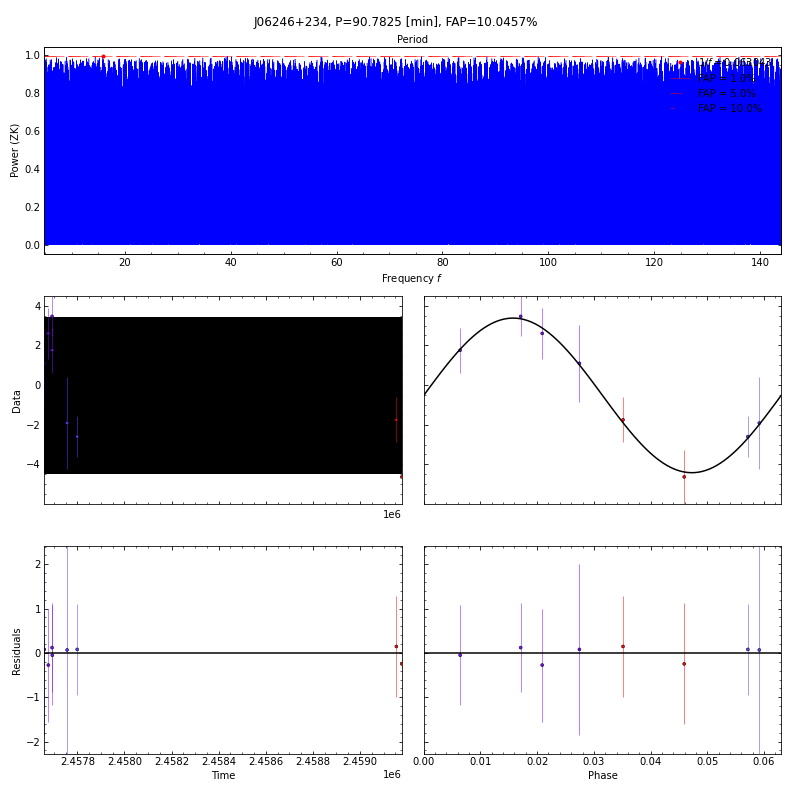 J06246+234, P=90.7825 [min], FAP=10.0457%
Period
Power (ZK)
1.0
0.8
0.6
0.4
0.2
0.0
FAP = 1.0%
FAP = 5.0%
FAP = 10.0%
20 40 60 80 100 120 140
Frequency f
Data
4
2
0
−2
−4
1e6
Residuals
2
1
0
−1
−2
2.4578 2.4580 2.4582 2.4584 2.4586 2.4588 2.4590
1e6
Time
0.00 0.01 0.02 0.03 0.04 0.05 0.06
Phase